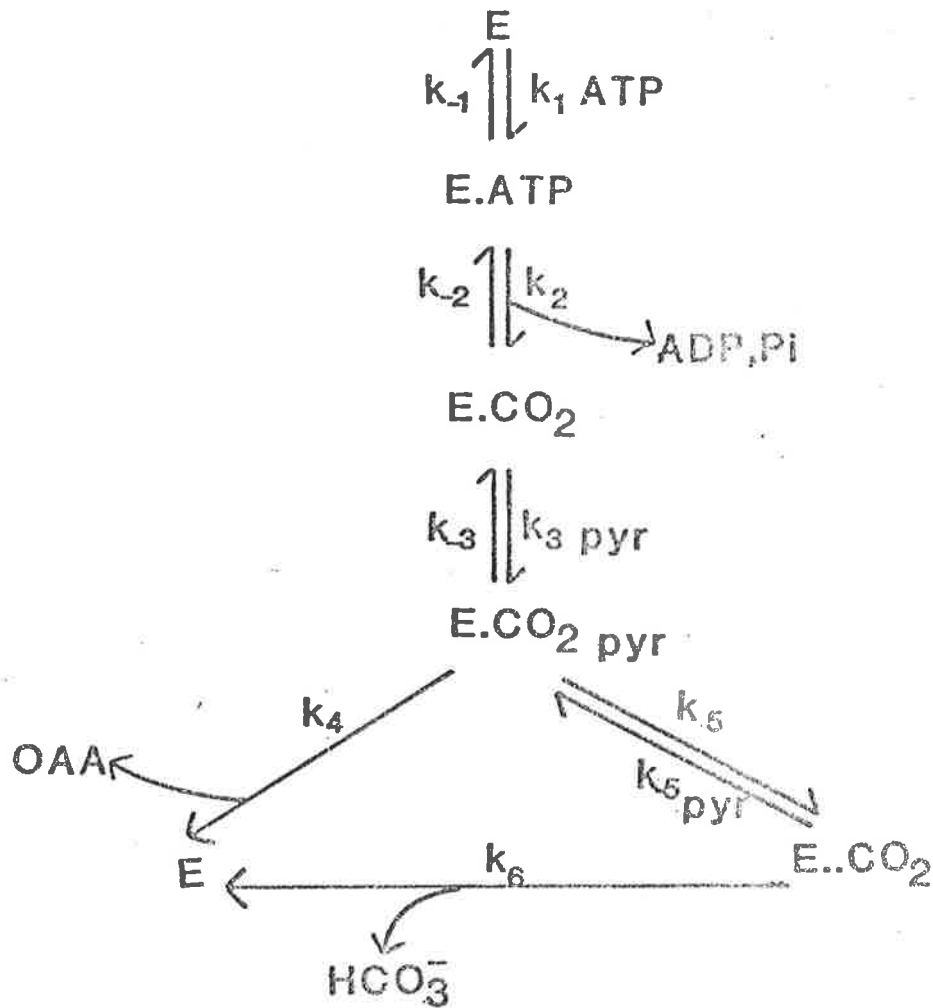 E
k-1 k1 ATP
E.ATP
k-2 k2
ADP,Pi
E.CO2
k-3 k3 pyr
E.CO2 pyr
k4 k5
OAA
k5 pyr
E k6 E..CO2
HCO3-